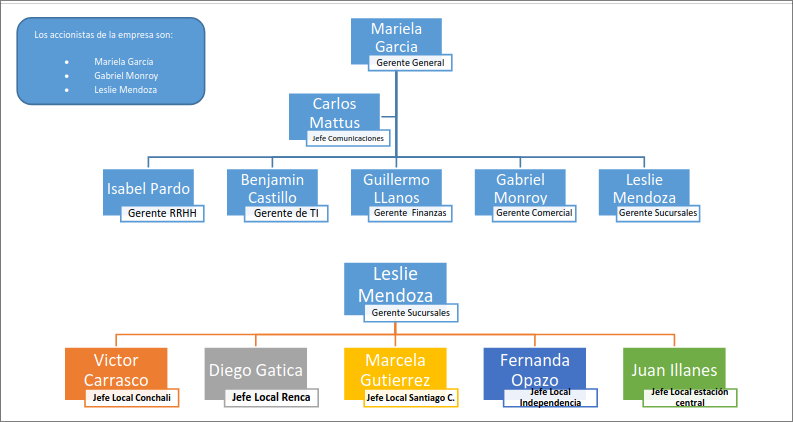 Los accionistas de la empresa son:
• Mariela García
• Gabriel Monroy
• Leslie Mendoza
Mariela
Garcia
Gerente General
Carlos
Mattus
Jefe Comunicaciones
Isabel Pardo
Gerente RRHH
Benjamin
Castillo
Gerente de TI
Guillermo
LLanos
Gerente Finanzas
Gabriel
Monroy
Gerente Comercial
Leslie
Mendoza
Gerente Sucursales
Leslie
Mendoza
Gerente Sucursales
Victor
Carrasco
Jefe Local Conchali
Diego Gatica
Jefe Local Renca
Marcela
Gutierrez
Jefe Local Santiago C.
Fernanda
Opazo
Jefe Local
Independencia
Juan Illanes
Jefe Local estación
central